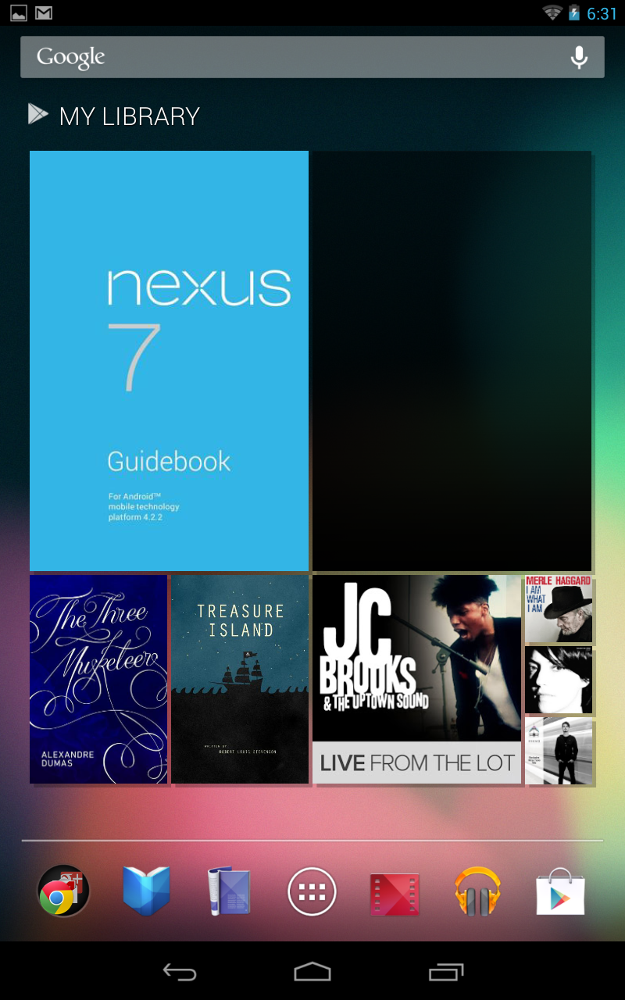 6:31
Google
MY LIBRARY
nexus
7
Guidebook
For Android™
mobile technology
platform 4.2.2
The Three
Musketeers
ALEXANDRE
DUMAS
TREASURE
ISLAND
WRITTEN BY
ROBERT LOUIS STEVENSON
JC
BROOKS
& THE UPTOWN SOUND
LIVE FROM THE LOT
MERLE HAGGARD
I AM
WHAT
I AM